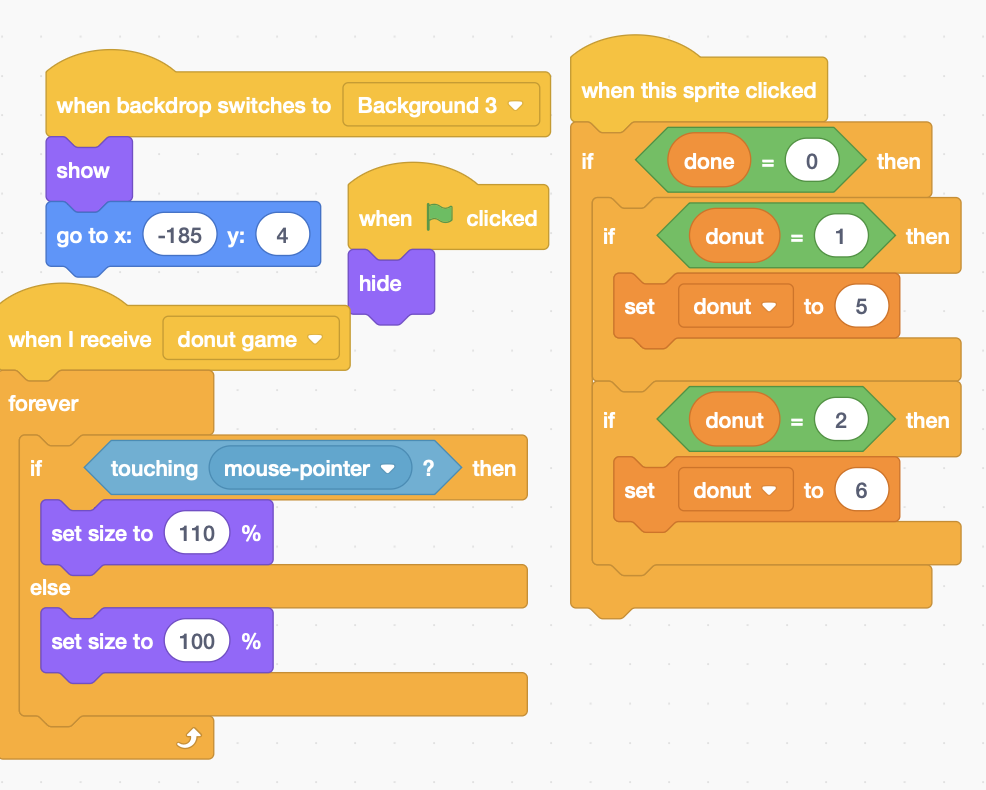 when backdrop switches to Background 3
show
go to x: -185 y: 4
when clicked
hide
when I receive donut game
forever
if touching mouse-pointer ? then
set size to 110 %
else
set size to 100 %
when this sprite clicked
if done = 0 then
if donut = 1 then
set donut to 5
if donut = 2 then
set donut to 6